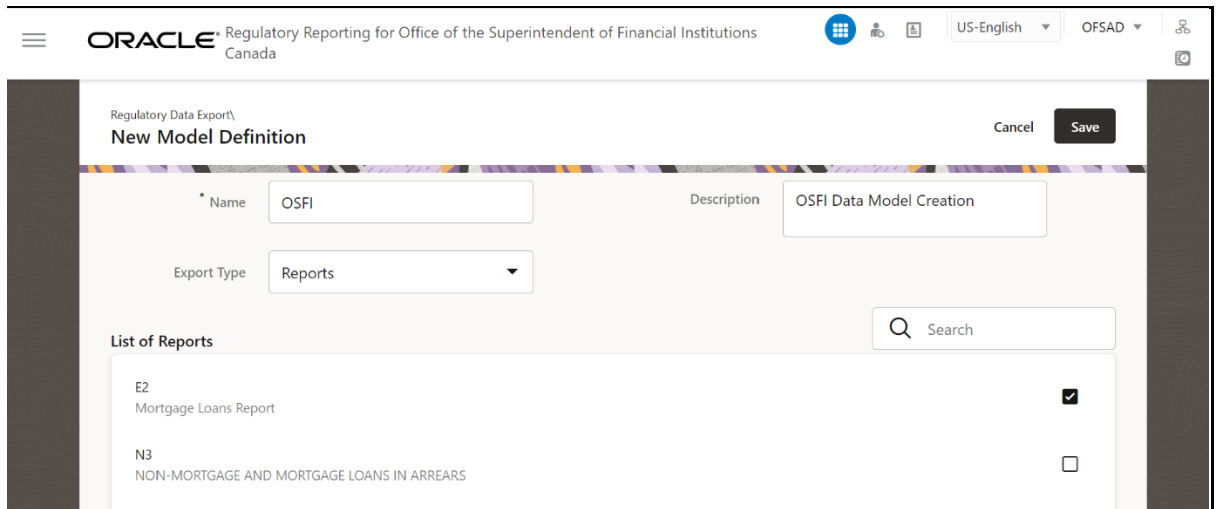 ORACLE® Regulatory Reporting for Office of the Superintendent of Financial Institutions
Canada
US-English
OFSAD
Regulatory Data Export\
New Model Definition
Cancel
Save
* Name
OSFI
Description
OSFI Data Model Creation
Export Type
Reports
Search
List of Reports
E2
Mortgage Loans Report
N3
NON-MORTGAGE AND MORTGAGE LOANS IN ARREARS